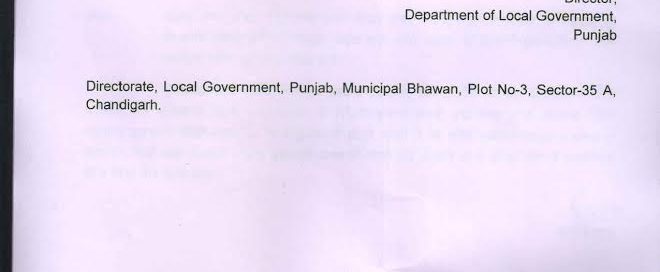 Director,
Department of Local Government,
Punjab
Directorate, Local Government, Punjab, Municipal Bhawan, Plot No-3, Sector-35 A,
Chandigarh.